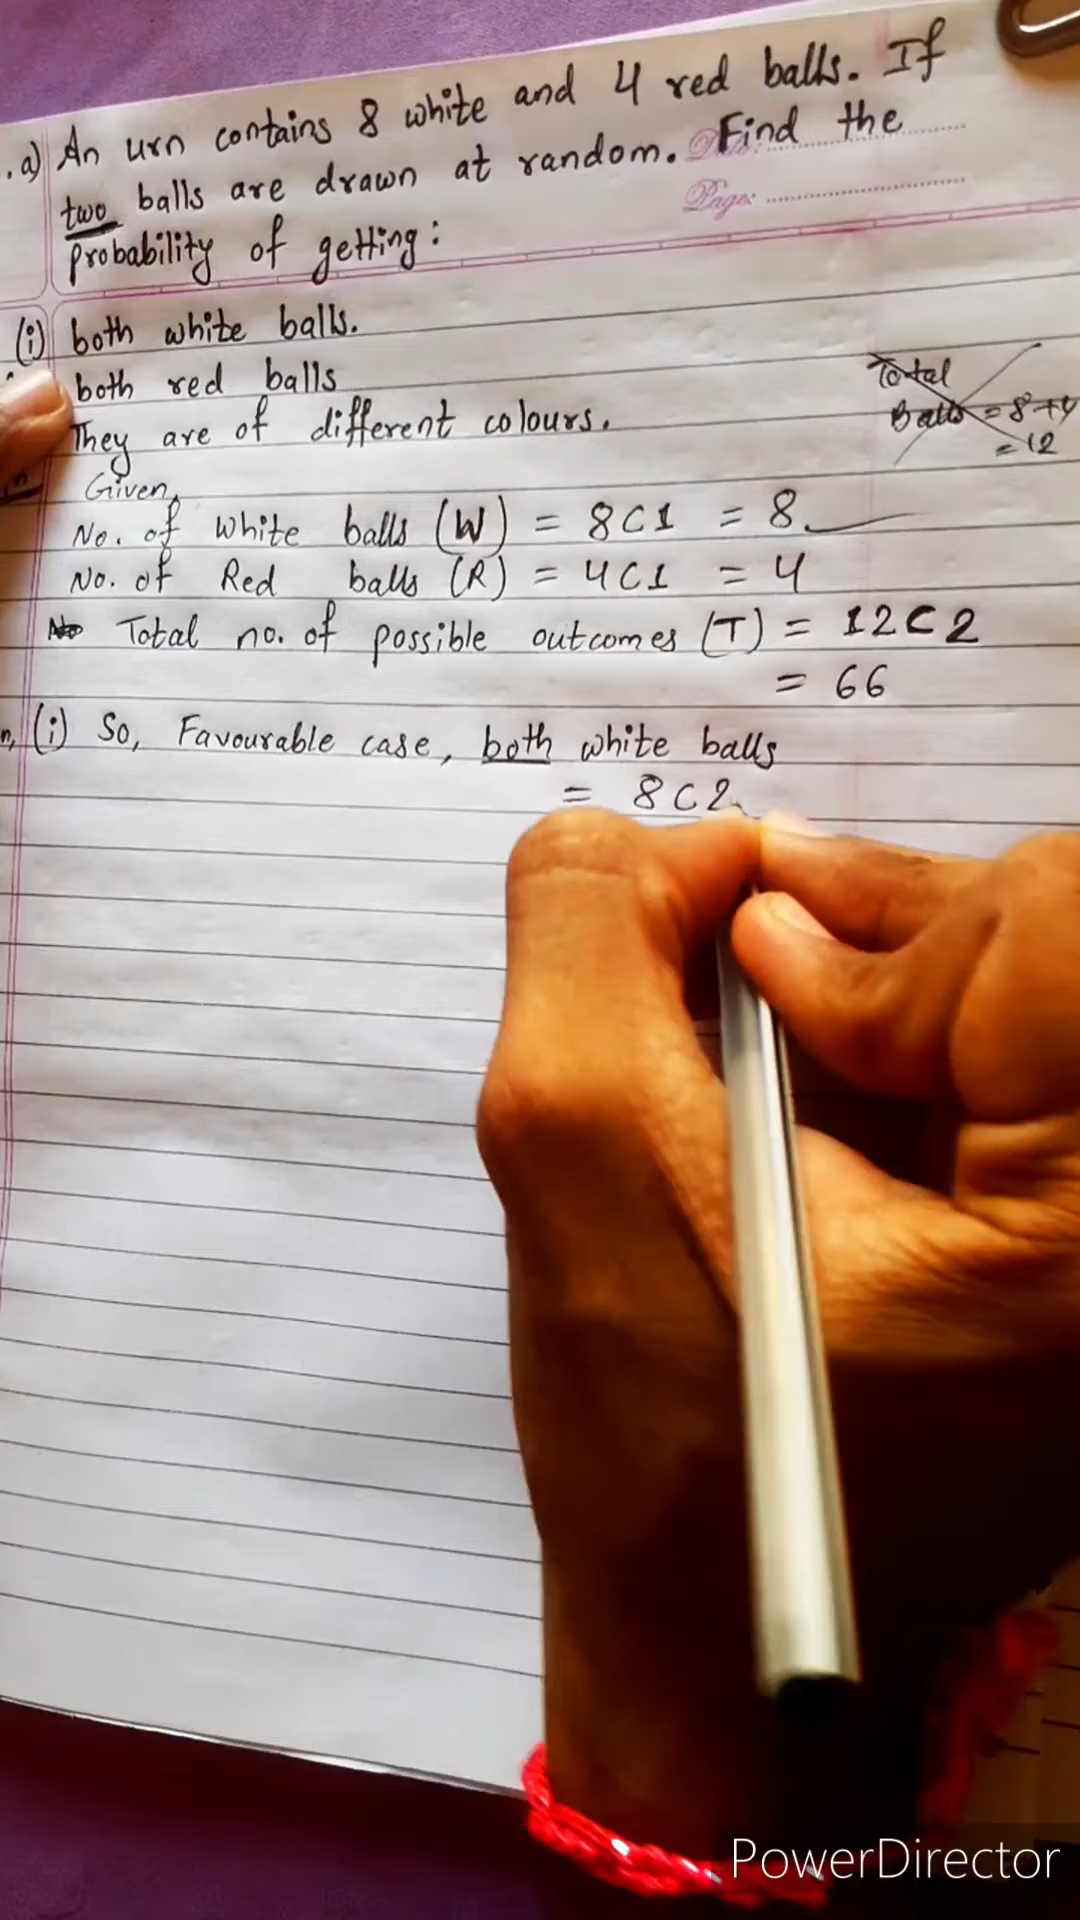 .a) An urn contains 8 white and 4 red balls. If
two balls are drawn at random. Find the
Page:
probability of getting:
(i) both white balls.
both red balls
They are of different colours.
Total
Balls = 8+4
= 12
Given,
No. of white balls (W) = 8C1 = 8
No. of Red balls (R) = 4C1 = 4
Total no. of possible outcomes (T) = 12C2
= 66
(i) So, Favourable case, both white balls
= 8C2
PowerDirector